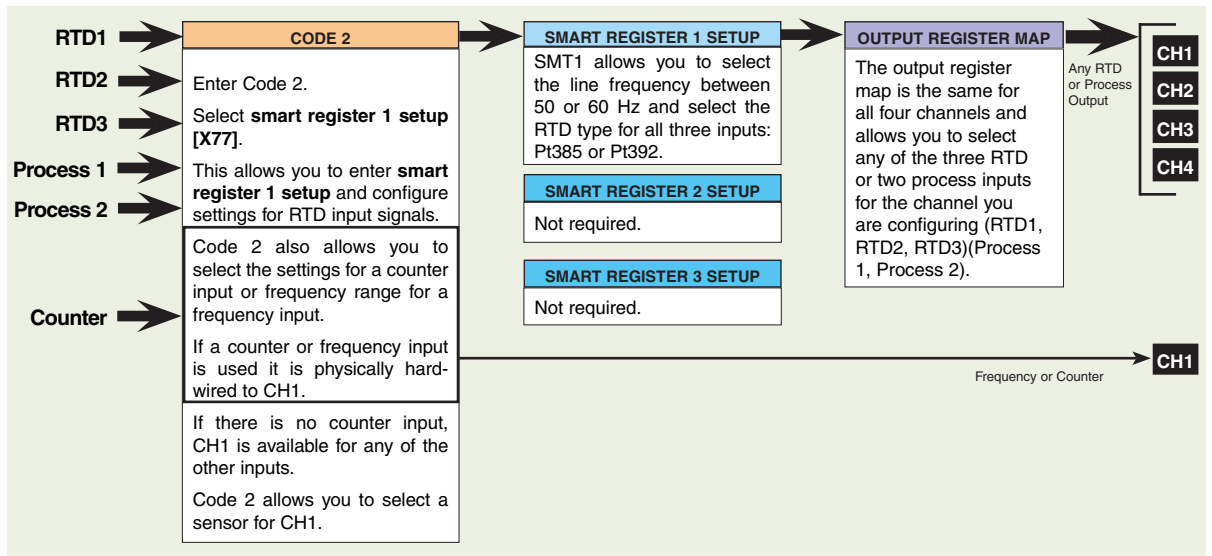 RTD1
RTD2
RTD3
Process 1
Process 2
Counter
CODE 2
Enter Code 2.
Select smart register 1 setup
[X77].
This allows you to enter smart
register 1 setup and configure
settings for RTD input signals.
Code 2 also allows you to
select the settings for a counter
input or frequency range for a
frequency input.
If a counter or frequency input
is used it is physically hard-
wired to CH1.
If there is no counter input,
CH1 is available for any of the
other inputs.
Code 2 allows you to select a
sensor for CH1.
SMART REGISTER 1 SETUP
SMT1 allows you to select
the line frequency between
50 or 60 Hz and select the
RTD type for all three inputs:
Pt385 or Pt392.
SMART REGISTER 2 SETUP
Not required.
SMART REGISTER 3 SETUP
Not required.
OUTPUT REGISTER MAP
The output register
map is the same for
all four channels and
allows you to select
any of the three RTD
or two process inputs
for the channel you
are configuring (RTD1,
RTD2, RTD3)(Process
1, Process 2).
Any RTD
or Process
Output
CH1
CH2
CH3
CH4
Frequency or Counter
CH1